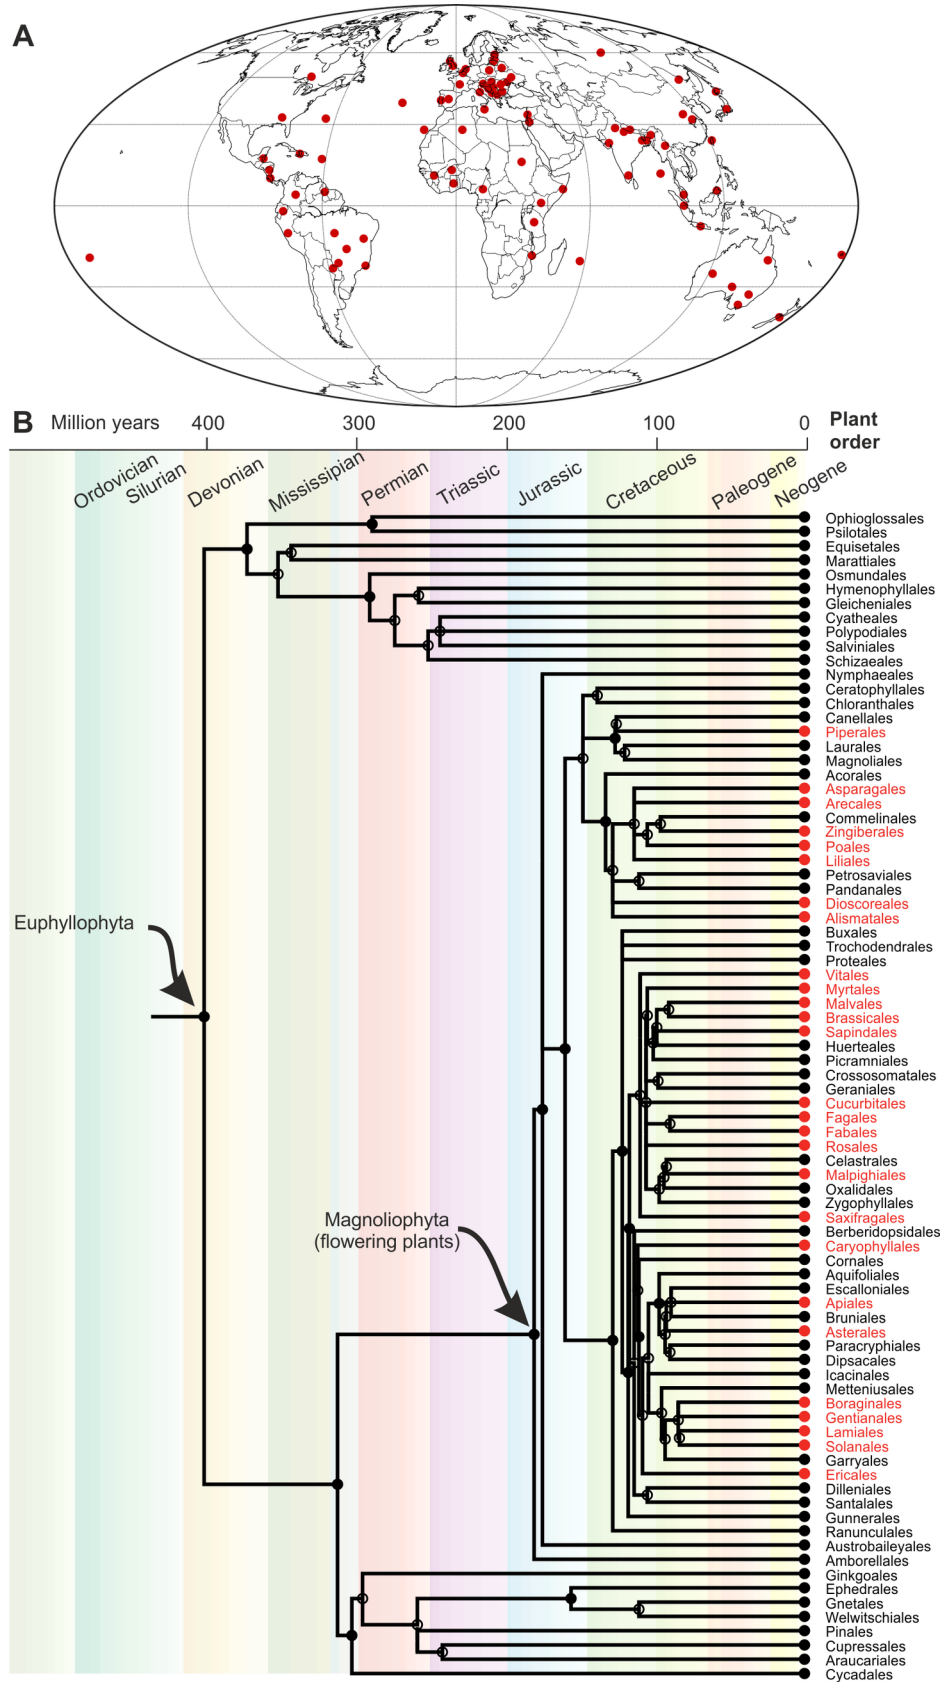 A
B
Million years 400 300 200 100 0 Plant
order
Ordovician
Silurian
Devonian
Mississipian
Permian
Triassic
Jurassic
Cretaceous
Paleogene
Neogene
Ophioglossales
Psilotales
Equisetales
Marattiales
Osmundales
Hymenophyllales
Gleicheniales
Cyatheales
Polypodiales
Salviniales
Schizaeales
Nymphaeales
Ceratophyllales
Chloranthales
Canellales
Piperales
Laurales
Magnoliales
Acorales
Asparagales
Arecales
Commelinales
Zingiberales
Poales
Liliales
Petrosaviales
Pandanales
Dioscoreales
Alismatales
Euphyllophyta
Buxales
Trochodendrales
Proteales
Vitales
Myrtales
Malvales
Brassicales
Sapindales
Huerteales
Picramniales
Crossosomatales
Geraniales
Cucurbitales
Fagales
Fabales
Rosales
Celastrales
Malpighiales
Oxalidales
Zygophyllales
Saxifragales
Magnoliophyta
(flowering plants)
Berberidopsidales
Caryophyllales
Cornales
Aquifoliales
Escalloniales
Apiales
Bruniales
Asterales
Paracryphiales
Dipsacales
Icacinales
Metteniusales
Boraginales
Gentianales
Lamiales
Solanales
Garryales
Ericales
Dilleniales
Santalales
Gunnerales
Ranunculales
Austrobaileyales
Amborellales
Ginkgoales
Ephedrales
Gnetales
Welwitschiales
Pinales
Cupressales
Araucariales
Cycadales